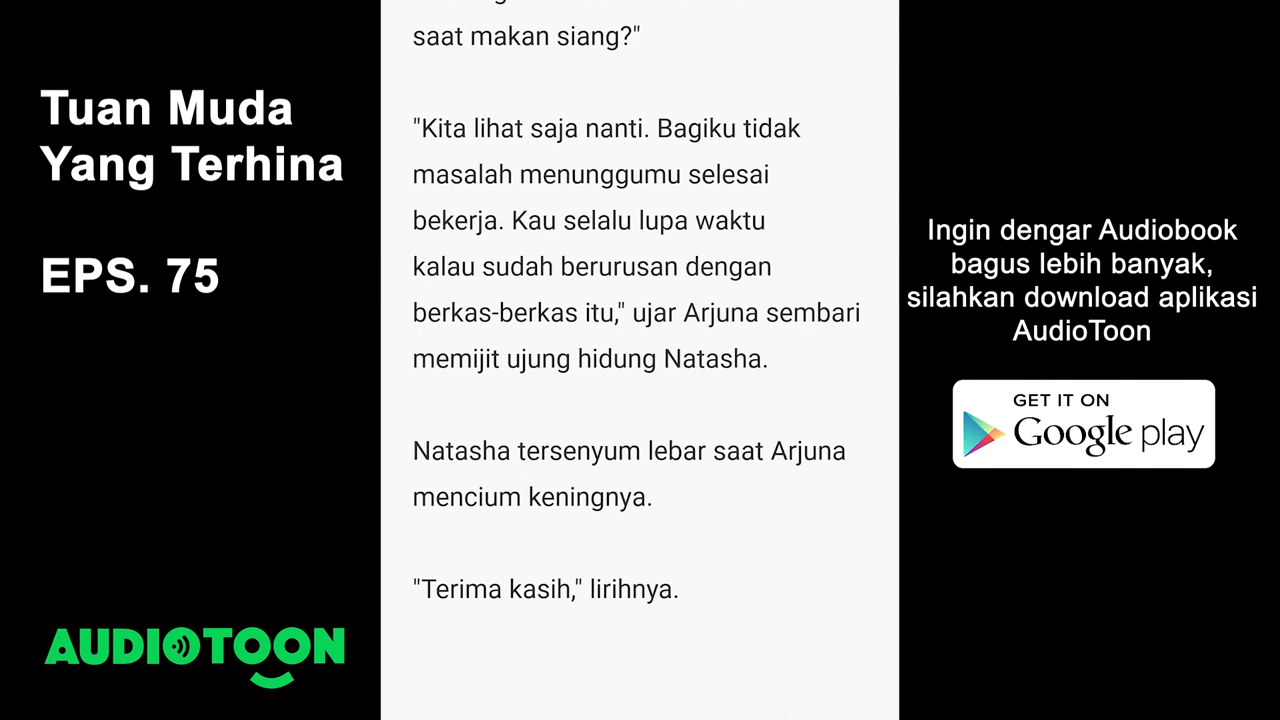 Tuan Muda
Yang Terhina
EPS. 75
AUDIOTOON
saat makan siang?"
"Kita lihat saja nanti. Bagiku tidak
masalah menunggumu selesai
bekerja. Kau selalu lupa waktu
kalau sudah berurusan dengan
berkas-berkas itu," ujar Arjuna sembari
memijit ujung hidung Natasha.
Natasha tersenyum lebar saat Arjuna
mencium keningnya.
"Terima kasih," lirihnya.
Ingin dengar Audiobook
bagus lebih banyak,
silahkan download aplikasi
AudioToon
GET IT ON
Google play